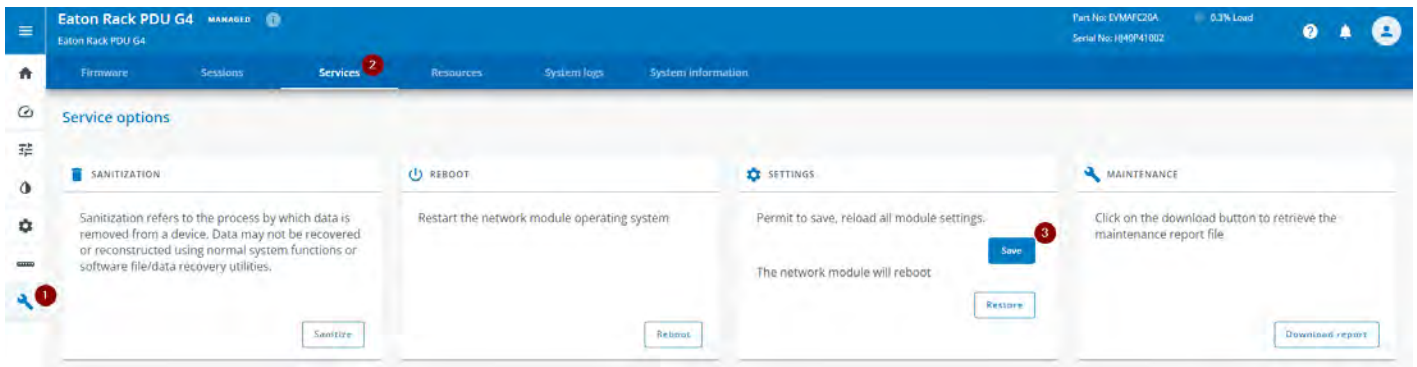 Eaton Rack PDU G4 MANAGED
Eaton Rack PDU G4
Part No: EVMAFC20A 0.3% Load
Firmware Sessions Services 2 Resources System logs System information
Service options
SANITIZATION
Sanitization refers to the process by which data is
removed from a device. Data may not be recovered
or reconstructed using normal system functions or
software file/data recovery utilities.
Sanitize
REBOOT
Restart the network module operating system
Reboot
SETTINGS
Permit to save, reload all module settings.
3
Save
The network module will reboot
Restore
MAINTENANCE
Click on the download button to retrieve the
maintenance report file
Download report
1